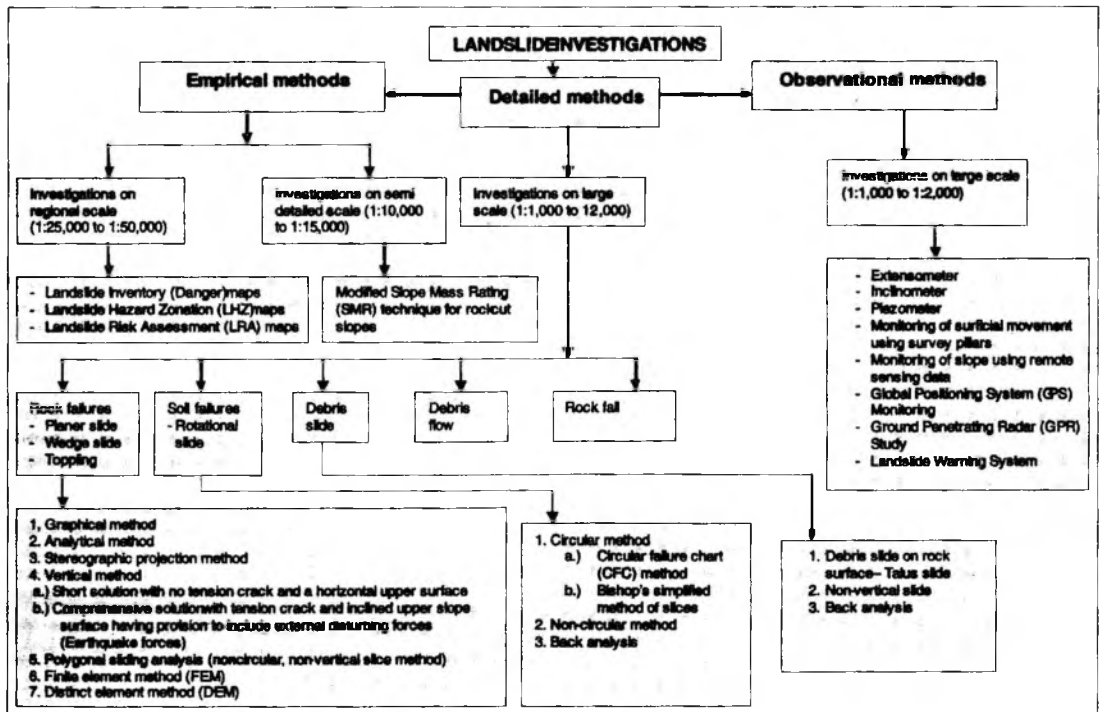 LANDSLIDEINVESTIGATIONS
Empirical methods
Detailed methods
Observational methods
Investigations on
regional scale
(1:25,000 to 1:50,000)
investigations on semi
detailed scale (1:10,000
to 1:15,000)
Investigations on large
scale (1:1,000 to 12,000)
investigations on large scale
(1:1,000 to 1:2,000)
- Landslide Inventory (Danger)maps
- Landslide Hazard Zonation (LHZ)maps
- Landslide Risk Assessment (LRA) maps
Modified Slope Mass Rating
(SMR) technique for rocicut
slopes
- Extensometer
- Inclinometer
- Piezometer
- Monitoring of surficial movement
using survey pillars
- Monitoring of slope using remote
sensing data
- Global Positioning System (GPS)
Monitoring
- Ground Penetrating Radar (GPR)
Study
- Landslide Warning System
Rock failures
- Planer slide
- Wedge slide
- Toppling
Soil failures
- Rotational
slide
Debris
slide
Debris
flow
Rock fall
1, Graphical method
2. Analytical method
3. Stereographic projection method
4. Vertical method
a.) Short solution with no tension crack and a horizontal upper surface
b.) Comprehansive solutionwith tension crack and inclined upper slope
surface having provision to include external disturbing forces
(Earthquake forces)
5. Polygonal sliding analysis (noncircular, non-vertical slice method)
6. Finite element method (FEM)
7. Distinct element method (DEM)
1. Circular method
a.) Circular failure chart
(CFC) method
b.) Bishop's simplified
method of slices
2. Non-circular method
3. Back analysis
1. Debris slide on rock
surface– Talus slide
2. Non-vertical slide
3. Back analysis